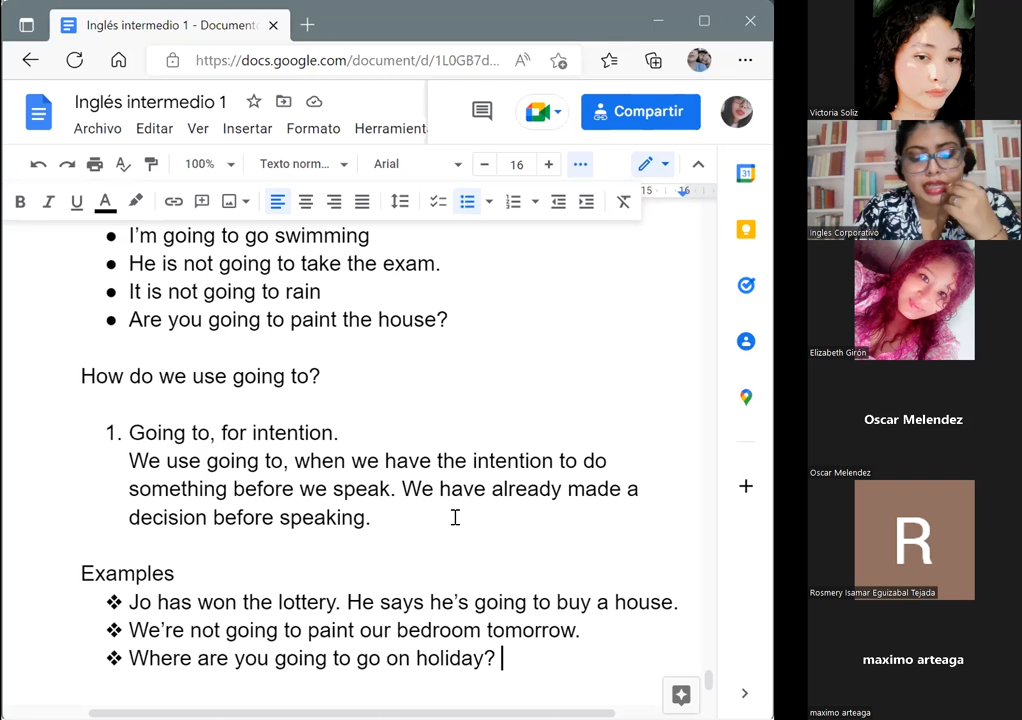 Inglés intermedio 1 - Document
https://docs.google.com/document/d/1L0GB7d...
Inglés intermedio 1
Archivo Editar Ver Insertar Formato Herramient
Compartir
100% Texto norm... Arial 16
15 16
31
I'm going to go swimming
He is not going to take the exam.
It is not going to rain
Are you going to paint the house?
How do we use going to?
1. Going to, for intention.
We use going to, when we have the intention to do
something before we speak. We have already made a
decision before speaking.
Examples
❖ Jo has won the lottery. He says he's going to buy a house.
❖ We're not going to paint our bedroom tomorrow.
❖ Where are you going to go on holiday?
Victoria Soliz
Ingles Corporativo
Elizabeth Girón
Oscar Melendez
Oscar Melendez
R
Rosmery Isamar Eguizabal Tejada
maximo arteaga
maximo arteaga